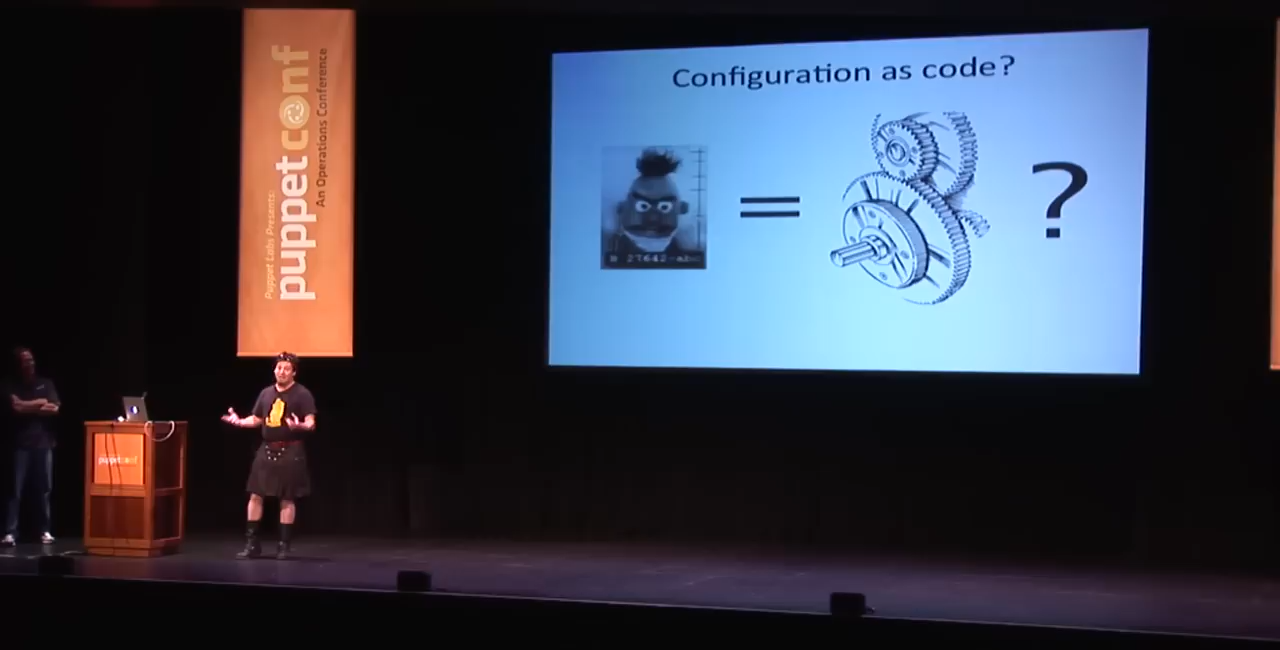 Puppet Labs Presents:
puppetconf
An Operations Conference
Configuration as code?
=
?
puppetconf